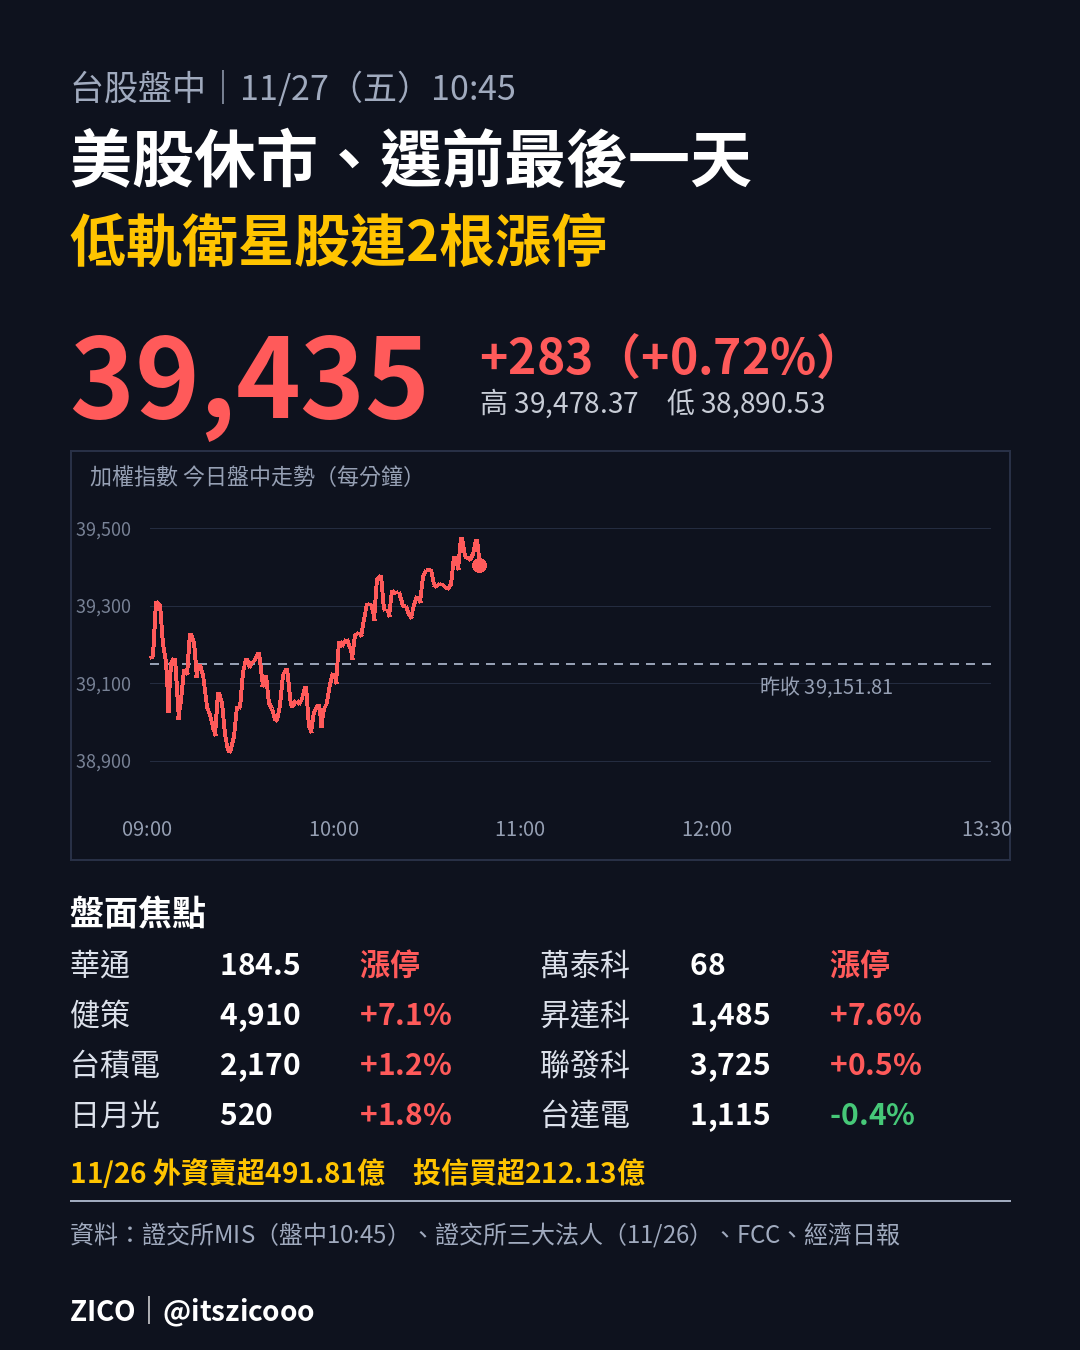 台股盤中｜11/27（五）10:45
美股休市、選前最後一天
低軌衛星股連2根漲停
39,435
+283（+0.72%）
高 39,478.37　低 38,890.53
加權指數 今日盤中走勢（每分鐘）
39,500
39,300
39,100
昨收 39,151.81
38,900
09:00 10:00 11:00 12:00 13:30
盤面焦點
華通 184.5 漲停 萬泰科 68 漲停
健策 4,910 +7.1% 昇達科 1,485 +7.6%
台積電 2,170 +1.2% 聯發科 3,725 +0.5%
日月光 520 +1.8% 台達電 1,115 -0.4%
11/26 外資賣超491.81億　投信買超212.13億
資料：證交所MIS（盤中10:45）、證交所三大法人（11/26）、FCC、經濟日報
ZICO｜@itszicooo